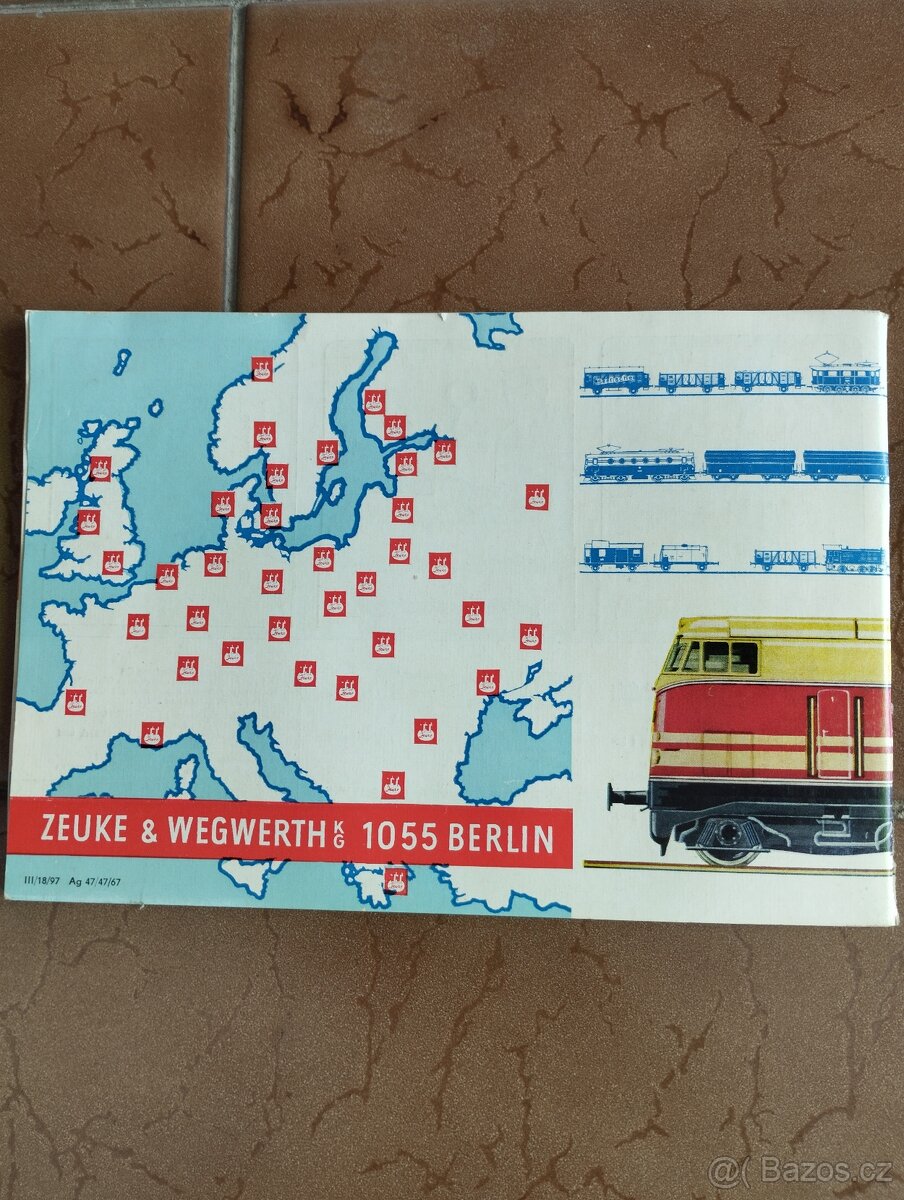 ZEUKE & WEGWERTH KG 1055 BERLIN
III/18/97 Ag 47/47/67
@( Bazos.cz